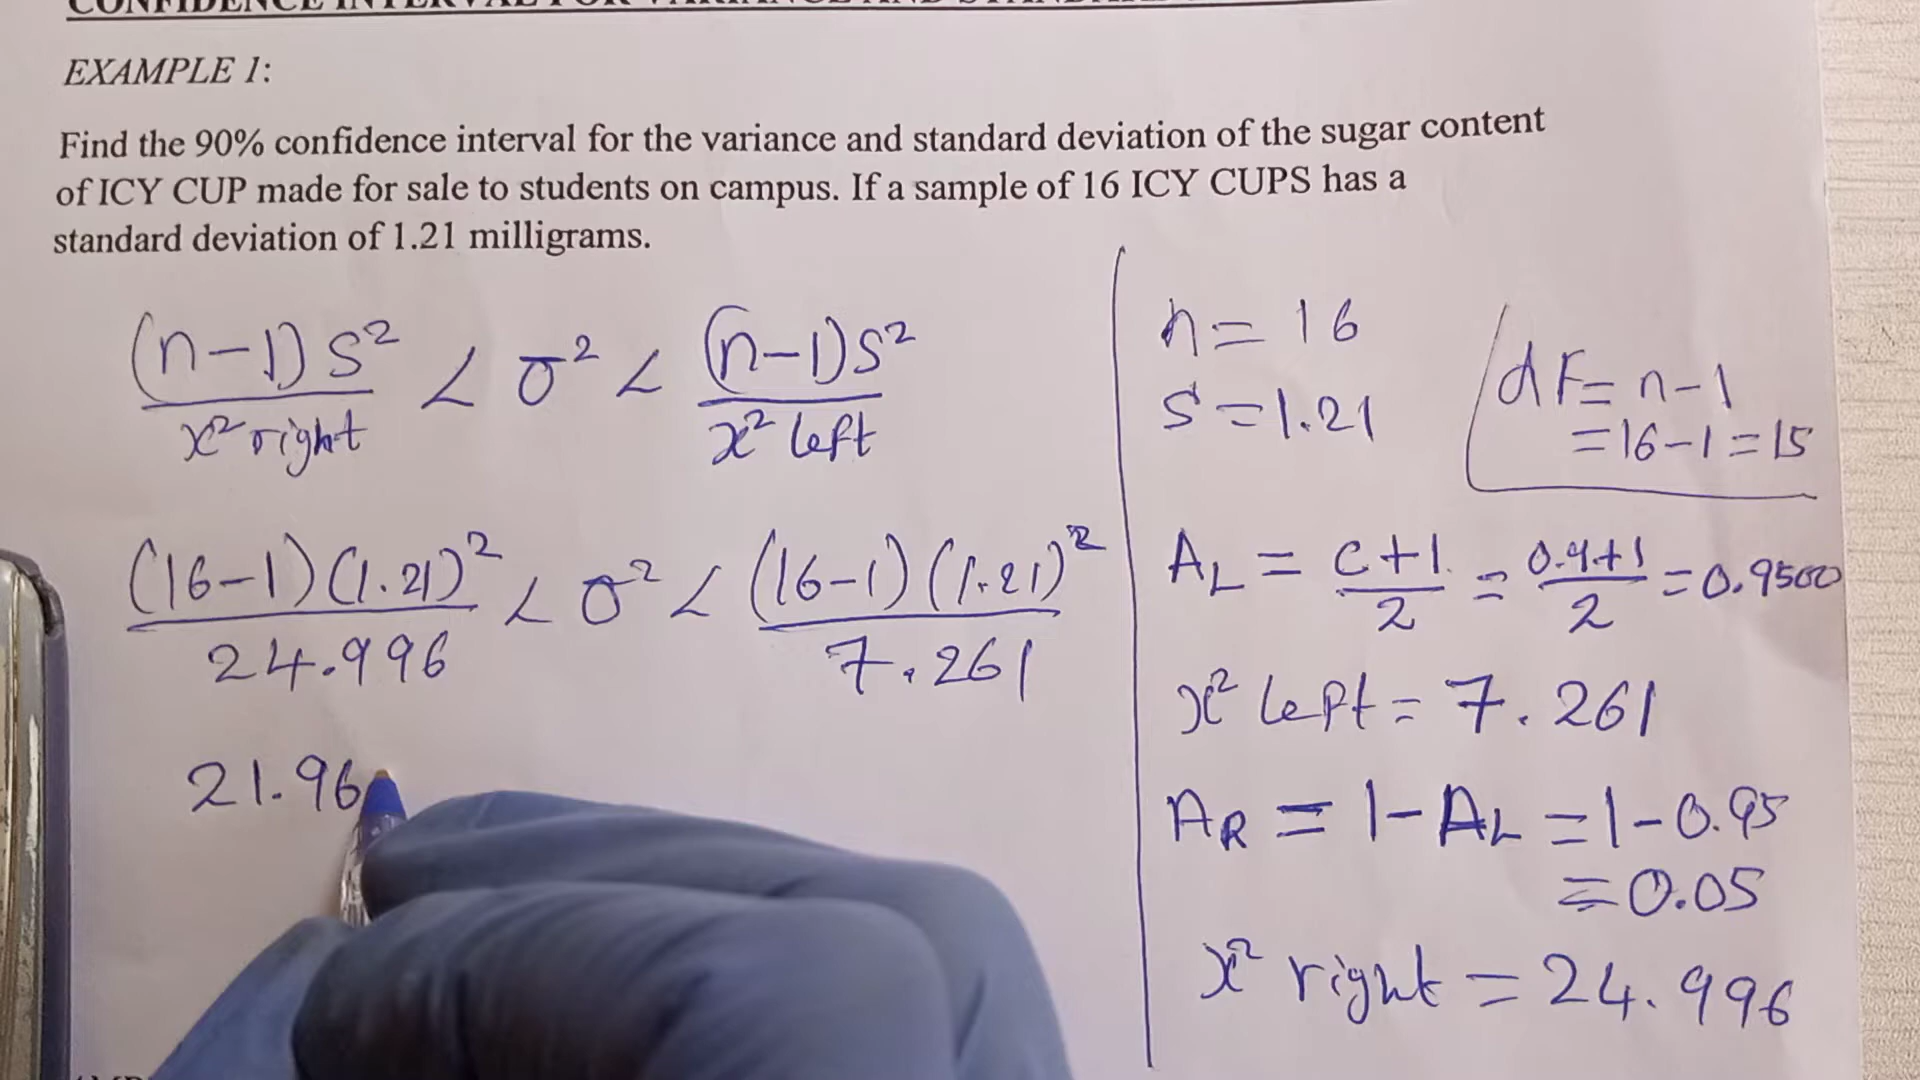 EXAMPLE 1:
Find the 90% confidence interval for the variance and standard deviation of the sugar content
of ICY CUP made for sale to students on campus. If a sample of 16 ICY CUPS has a
standard deviation of 1.21 milligrams.
(n-1)S² / x² right < σ² < (n-1)S² / x² left
(16-1)(1.21)² / 24.996 < σ² < (16-1)(1.21)² / 7.261
21.96
n = 16
S = 1.21
dF = n-1
= 16-1 = 15
A_L = C+1 / 2 = 0.9+1 / 2 = 0.9500
x² left = 7.261
A_R = 1-A_L = 1-0.95
= 0.05
x² right = 24.996